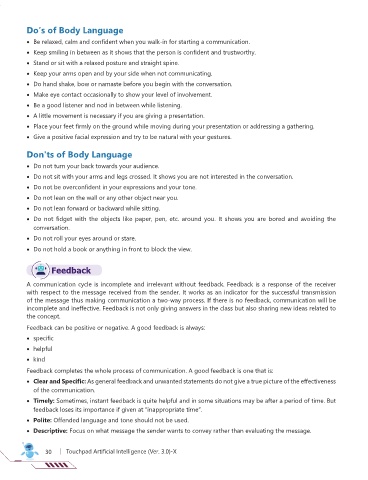 Do's of Body Language
• Be relaxed, calm and confident when you walk-in for starting a communication.
• Keep smiling in between as it shows that the person is confident and trustworthy.
• Stand or sit with a relaxed posture and straight spine.
• Keep your arms open and by your side when not communicating.
• Do hand shake, bow or namaste before you begin with the conversation.
• Make eye contact occasionally to show your level of involvement.
• Be a good listener and nod in between while listening.
• A little movement is necessary if you are giving a presentation.
• Place your feet firmly on the ground while moving during your presentation or addressing a gathering.
• Give a positive facial expression and try to be natural with your gestures.
Don'ts of Body Language
• Do not turn your back towards your audience.
• Do not sit with your arms and legs crossed. It shows you are not interested in the conversation.
• Do not be overconfident in your expressions and your tone
• Do not lean on the wall or any other object near you.
• Do not lean forward or backward while sitting.
• Do not fidget with the objects like paper, pen, etc. around you. It shows you are bored and avoiding the
conversation.
• Do not roll your eyes around or stare.
• Do not hold a book or anything in front to block the view.
Feedback
A communication cycle is incomplete and irrelevant without feedback. Feedback is a response of the receiver
with respect to the message received from the sender. It works as an indicator for the successful transmission
of the message thus making communication a two-way process. If there is no feedback, communication will be
incomplete and ineffective. Feedback is not only giving answers in the class but also sharing new ideas related to
the concept.
Feedback can be positive or negative. A good feedback is always:
• specific
• helpful
• kind
Feedback completes the whole process of communication. A good feedback is one that is:
• Clear and Specific: As general feedback and unwanted statements do not give a true picture of the effectiveness
of the communication.
• Timely: Sometimes, instant feedback is quite helpful and in some situations may be after a period of time. But
feedback loses its importance if given at "inappropriate time".
• Polite: Offended language and tone should not be used.
• Descriptive: Focus on what message the sender wants to convey rather than evaluating the message.
30 | Touchpad Artificial Intelligence (Ver. 3.0)-X